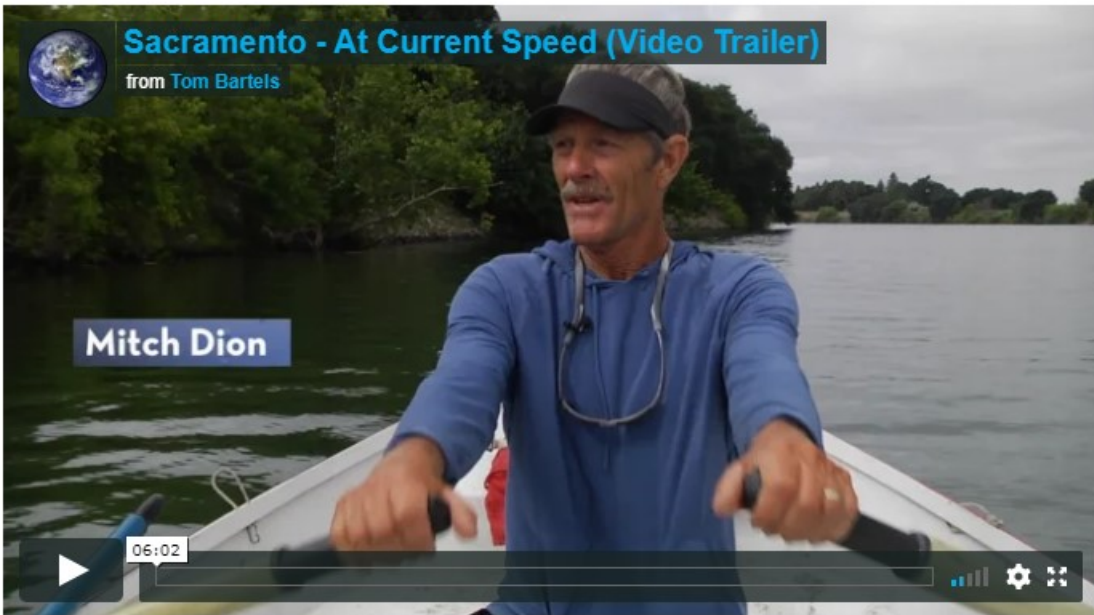 Sacramento - At Current Speed (Video Trailer)
from Tom Bartels
Mitch Dion
06:02